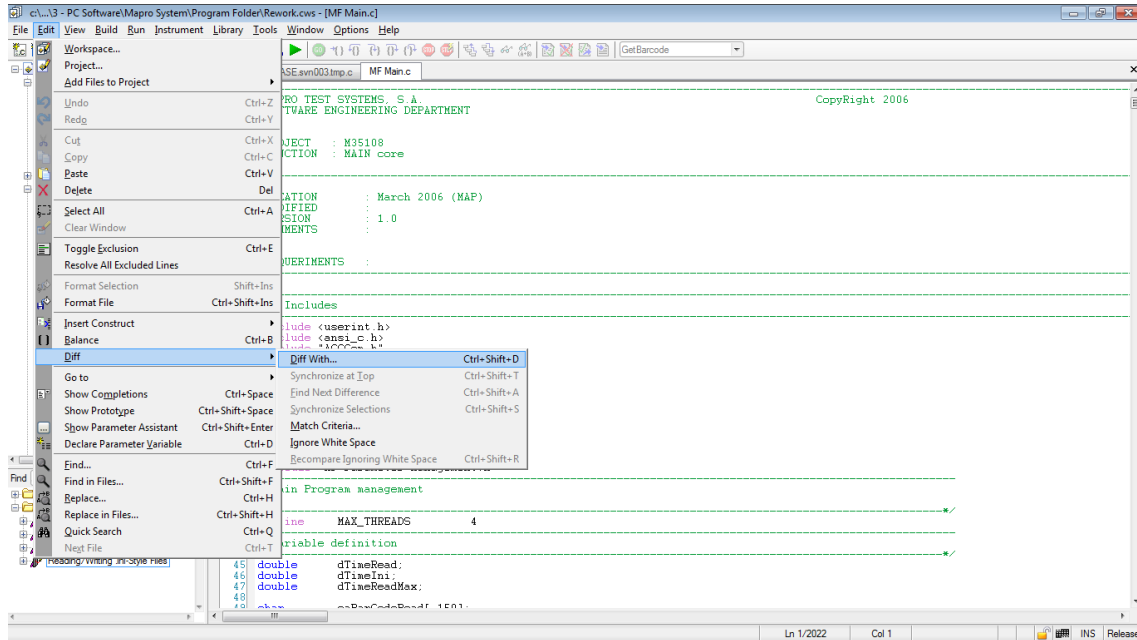 c:\...\3 - PC Software\Mapro System\Program Folder\Rework.cws - [MF Main.c]
File Edit View Build Run Instrument Library Tools Window Options Help
GetBarcode
ASE.svn003.tmp.c MF Main.c
Workspace...
Project...
Add Files to Project
Undo Ctrl+Z
Redo Ctrl+Y
Cut Ctrl+X
Copy Ctrl+C
Paste Ctrl+V
Delete Del
Select All Ctrl+A
Clear Window
Toggle Exclusion Ctrl+E
Resolve All Excluded Lines
Format Selection Shift+Ins
Format File Ctrl+Shift+Ins
Insert Construct
Balance Ctrl+B
Diff
Go to
Show Completions Ctrl+Space
Show Prototype Ctrl+Shift+Space
Show Parameter Assistant Ctrl+Shift+Enter
Declare Parameter Variable Ctrl+D
Find... Ctrl+F
Find in Files... Ctrl+Shift+F
Replace... Ctrl+H
Replace in Files... Ctrl+Shift+H
Quick Search Ctrl+Q
Next File Ctrl+T
Diff With... Ctrl+Shift+D
Synchronize at Top Ctrl+Shift+T
Find Next Difference Ctrl+Shift+A
Synchronize Selections Ctrl+Shift+S
Match Criteria...
Ignore White Space
Recompare Ignoring White Space Ctrl+Shift+R
PRO TEST SYSTEMS, S.A. CopyRight 2006
TWARE ENGINEERING DEPARTMENT
JECT : M35108
NCTION : MAIN core
EATION : March 2006 (MAP)
DIFIED :
RSION : 1.0
MENTS :
QUERIMENTS :
Includes
lude <userint.h>
lude <ansi_c.h>
in Program management
ine MAX_THREADS 4
riable definition
Find
Reading/Writing .Ini-Style Files
45 double dTimeRead;
46 double dTimeIni;
47 double dTimeReadMax;
48
49 char
Ln 1/2022 Col 1 INS Release